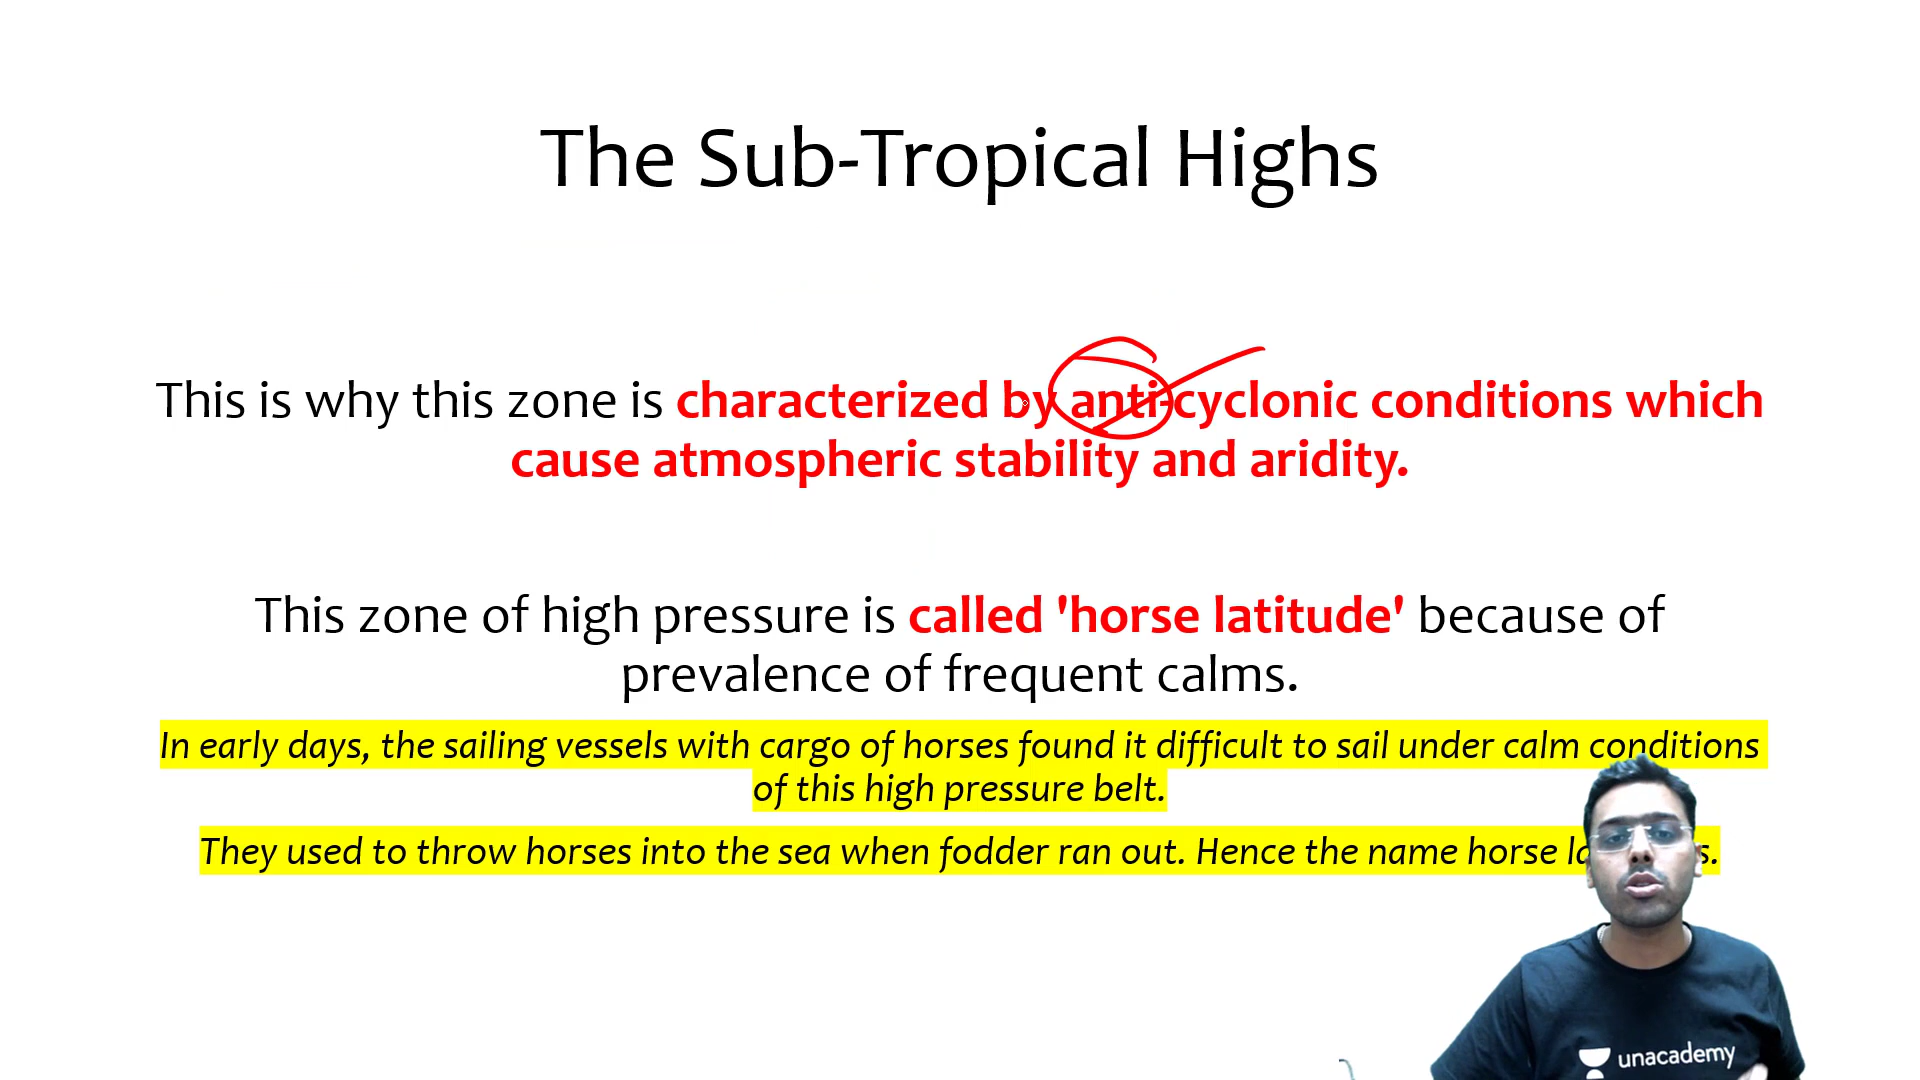 The Sub-Tropical Highs
This is why this zone is characterized by anti-cyclonic conditions which
cause atmospheric stability and aridity.
This zone of high pressure is called 'horse latitude' because of
prevalence of frequent calms.
In early days, the sailing vessels with cargo of horses found it difficult to sail under calm conditions
of this high pressure belt.
They used to throw horses into the sea when fodder ran out. Hence the name horse
unacademy